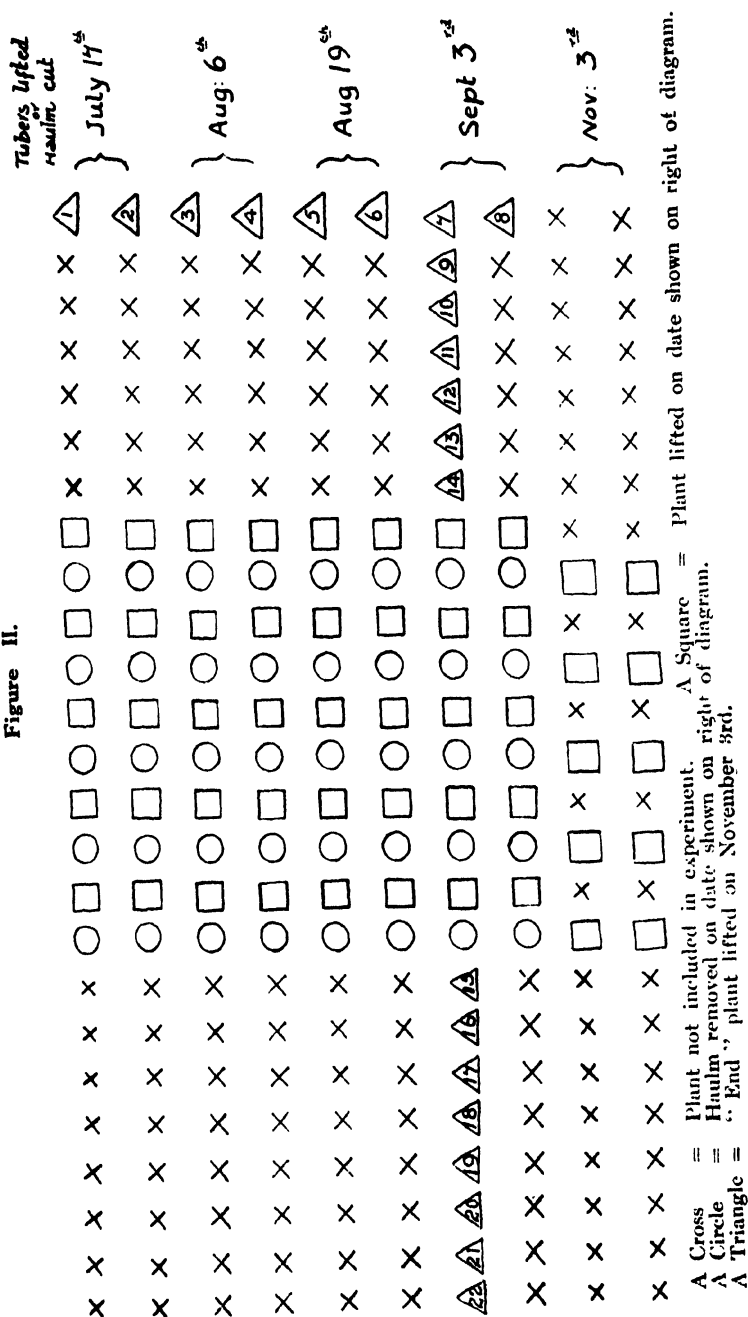 Figure II.
Tubers lifted
or
Haulm cut
July 17th
Aug: 6th
Aug 19th
Sept 3rd
Nov: 3rd
1
2
3
4
5
6
14 13 12 11 10 9 7
8
22 21 20 19 18 17 16 15
A Cross = Plant not included in experiment. A Square = Plant lifted on date shown on right of diagram.
A Circle = Haulm removed on date shown on right of diagram.
A Triangle = “ End ” plant lifted on November 3rd.